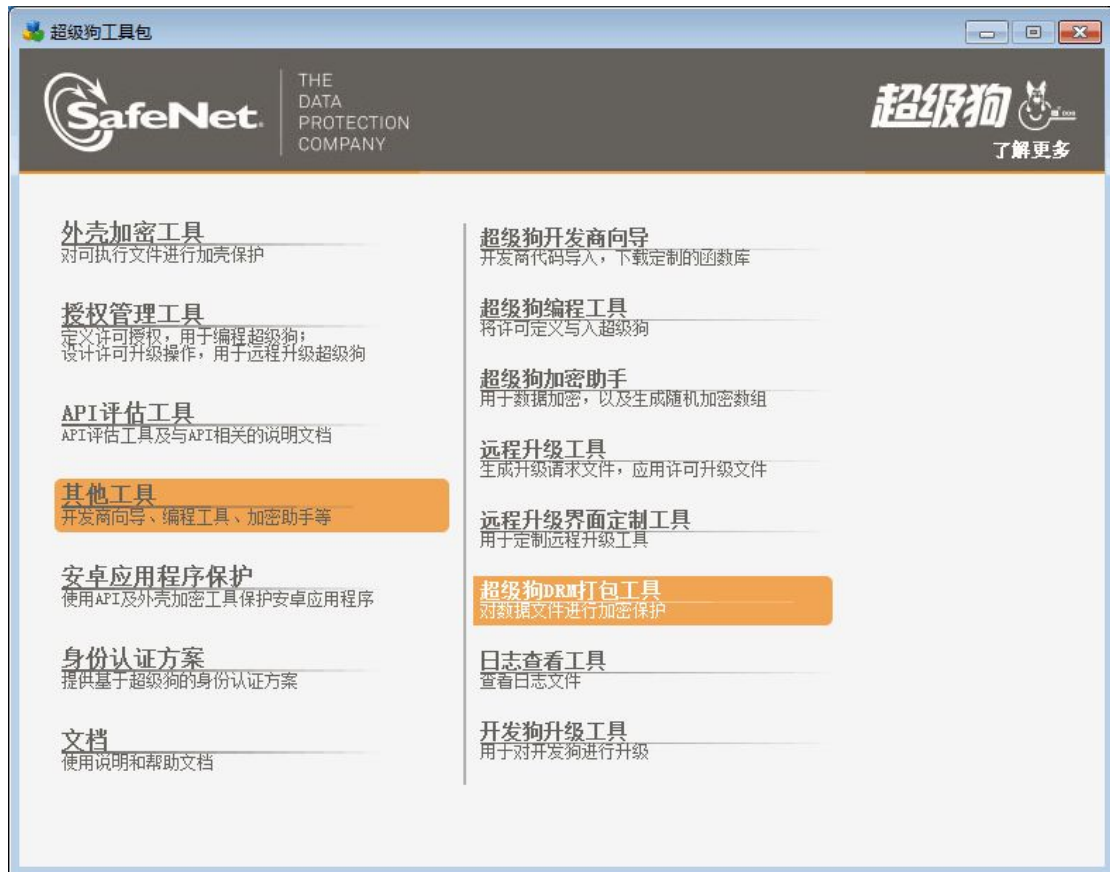 超级狗工具包
SafeNet.
THE
DATA
PROTECTION
COMPANY
超级狗
了解更多
外壳加密工具
对可执行文件进行加壳保护
授权管理工具
定义许可授权，用于编程超级狗；
设计许可升级操作，用于远程升级超级狗
API评估工具
API评估工具及与API相关的说明文档
其他工具
开发商向导、编程工具、加密助手等
安卓应用程序保护
使用API及外壳加密工具保护安卓应用程序
身份认证方案
提供基于超级狗的身份认证方案
文档
使用说明和帮助文档
超级狗开发商向导
开发商代码导入，下载定制的函数库
超级狗编程工具
将许可定义写入超级狗
超级狗加密助手
用于数据加密，以及生成随机加密数组
远程升级工具
生成升级请求文件，应用许可升级文件
远程升级界面定制工具
用于定制远程升级工具
超级狗DRM打包工具
对数据文件进行加密保护
日志查看工具
查看日志文件
开发狗升级工具
用于对开发狗进行升级